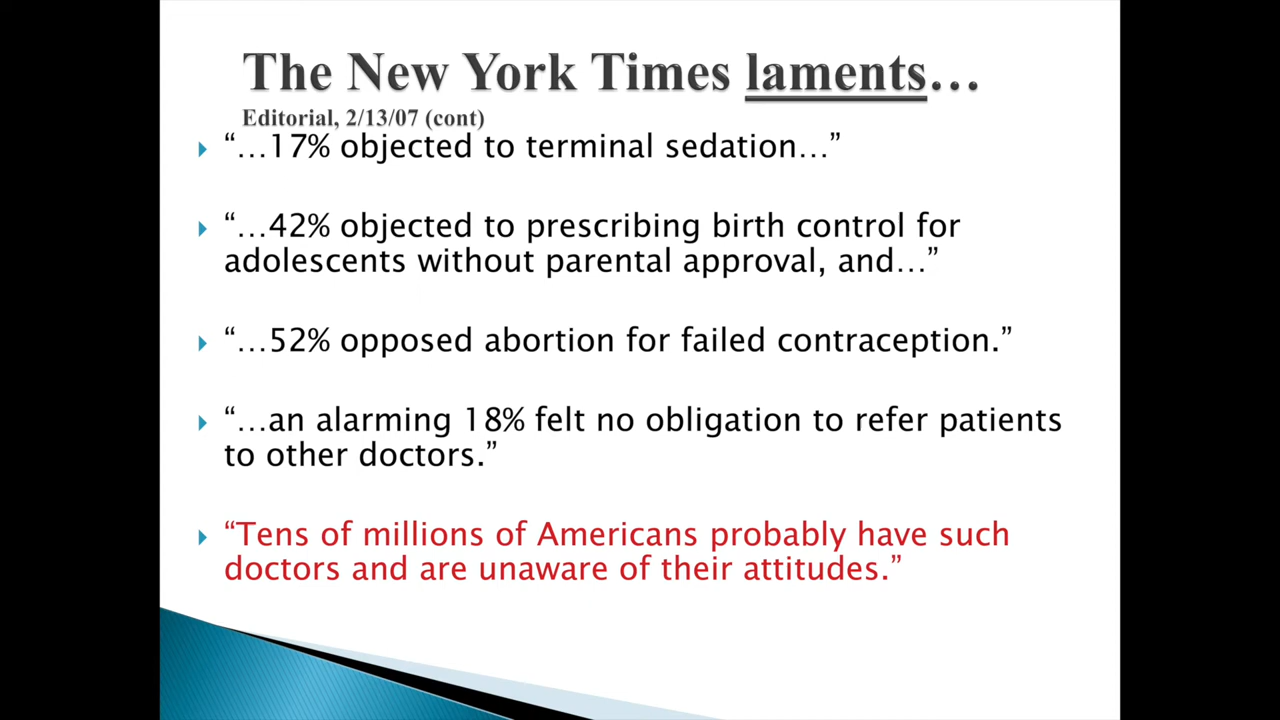 The New York Times laments…
Editorial, 2/13/07 (cont)
“…17% objected to terminal sedation…”
“…42% objected to prescribing birth control for
adolescents without parental approval, and…”
“…52% opposed abortion for failed contraception.”
“…an alarming 18% felt no obligation to refer patients
to other doctors.”
“Tens of millions of Americans probably have such
doctors and are unaware of their attitudes.”